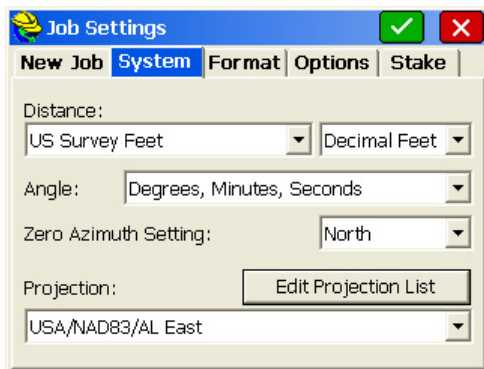 Job Settings
New Job System Format Options Stake
Distance:
US Survey Feet Decimal Feet
Angle: Degrees, Minutes, Seconds
Zero Azimuth Setting: North
Projection: Edit Projection List
USA/NAD83/AL East